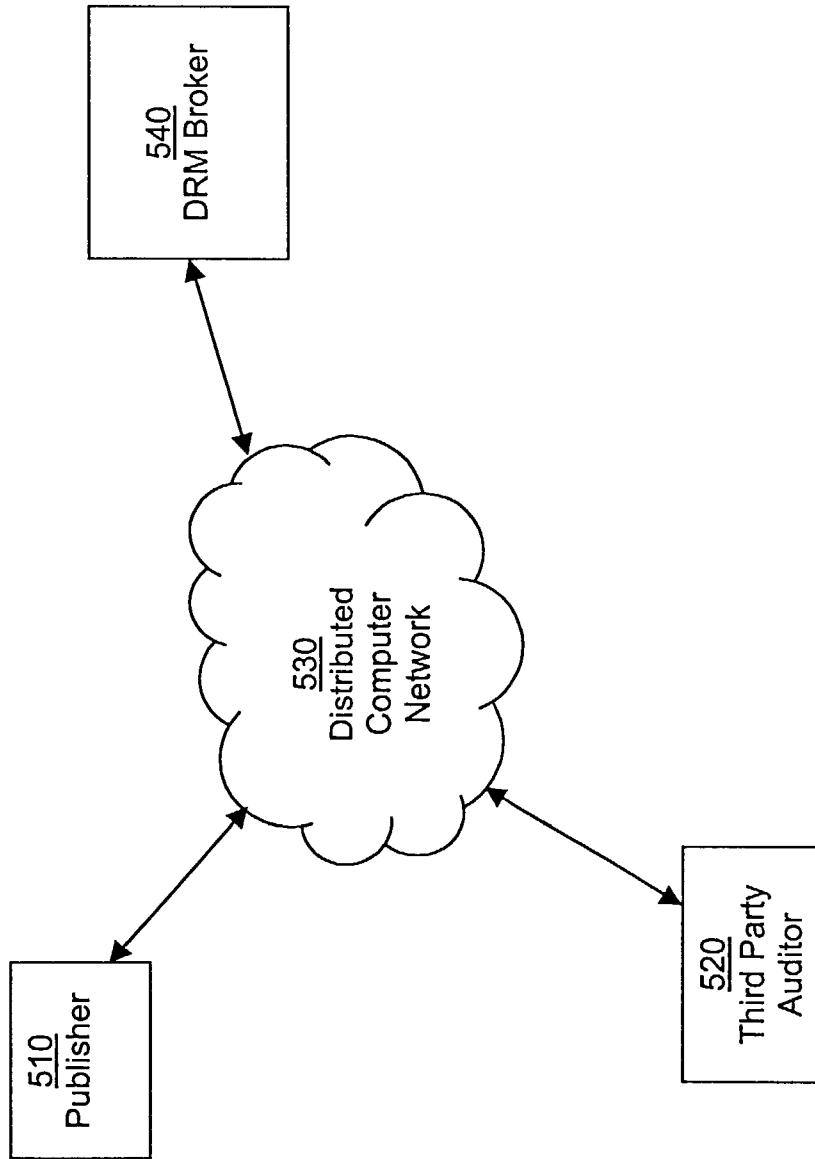 510
Publisher
520
Third Party
Auditor
530
Distributed
Computer
Network
540
DRM Broker